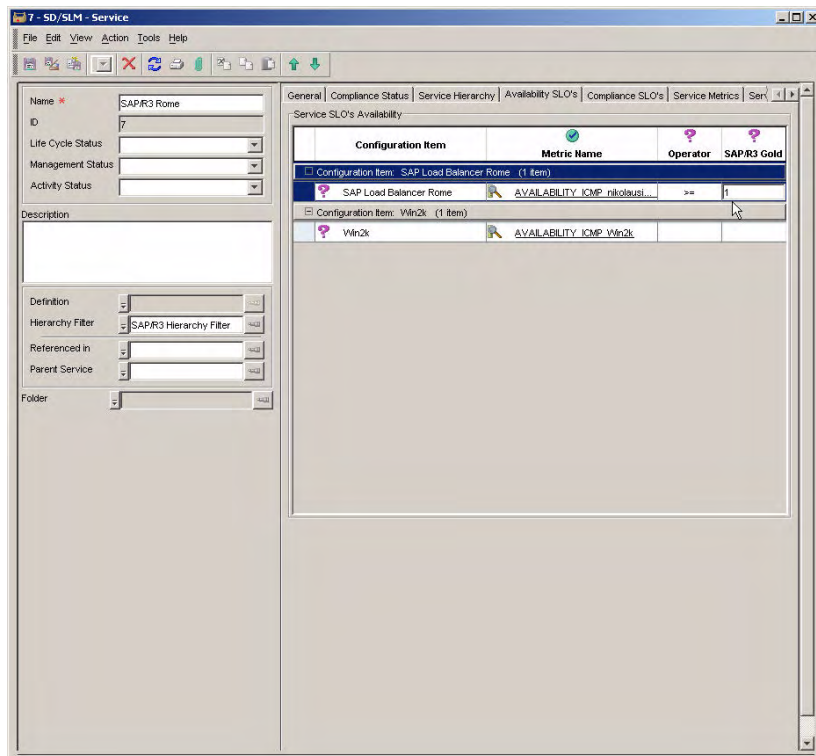 7 - SD/SLM - Service
File Edit View Action Tools Help
Name * SAP/R3 Rome
ID 7
Life Cycle Status
Management Status
Activity Status
Description
Definition
Hierarchy Filter SAP/R3 Hierarchy Filter
Referenced in
Parent Service
Folder
General Compliance Status Service Hierarchy Availability SLO's Compliance SLO's Service Metrics Ser
Service SLO's Availability
Configuration Item Metric Name Operator SAP/R3 Gold
Configuration Item: SAP Load Balancer Rome (1 item)
SAP Load Balancer Rome AVAILABILITY_ICMP_nikolausi... >= 1
Configuration Item: Win2k (1 item)
Win2k AVAILABILITY_ICMP_Win2k